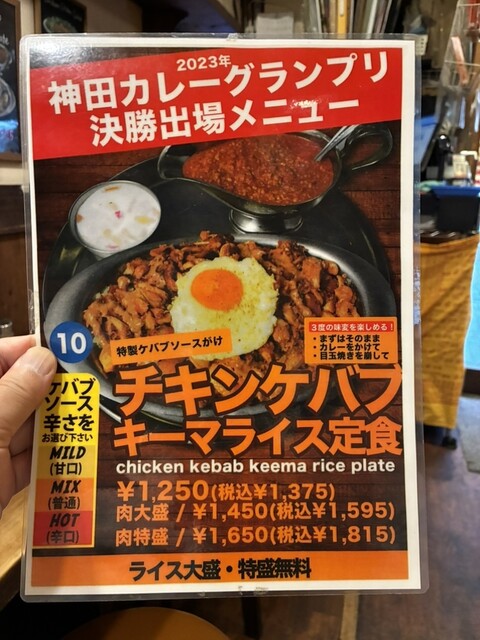 2023年
神田カレーグランプリ
決勝出場メニュー
10
特製ケバブソースがけ
3度の味変を楽しめる！
・まずはそのまま
・カレーをかけて
・目玉焼きを崩して
ケバブ
ソース
辛さを
お選び下さい
MILD
(甘口)
MIX
(普通)
HOT
(辛口)
チキンケバブ
キーマライス定食
chicken kebab keema rice plate
¥1,250(税込¥1,375)
肉大盛 / ¥1,450(税込¥1,595)
肉特盛 / ¥1,650(税込¥1,815)
ライス大盛・特盛無料